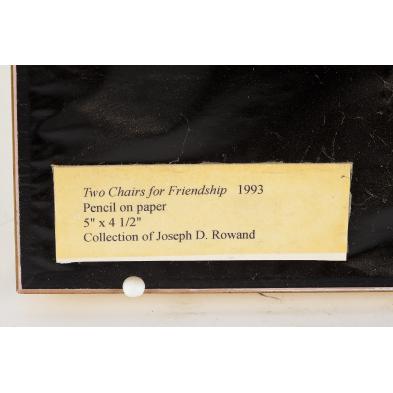 Two Chairs for Friendship 1993
Pencil on paper
5" x 4 1/2"
Collection of Joseph D. Rowand